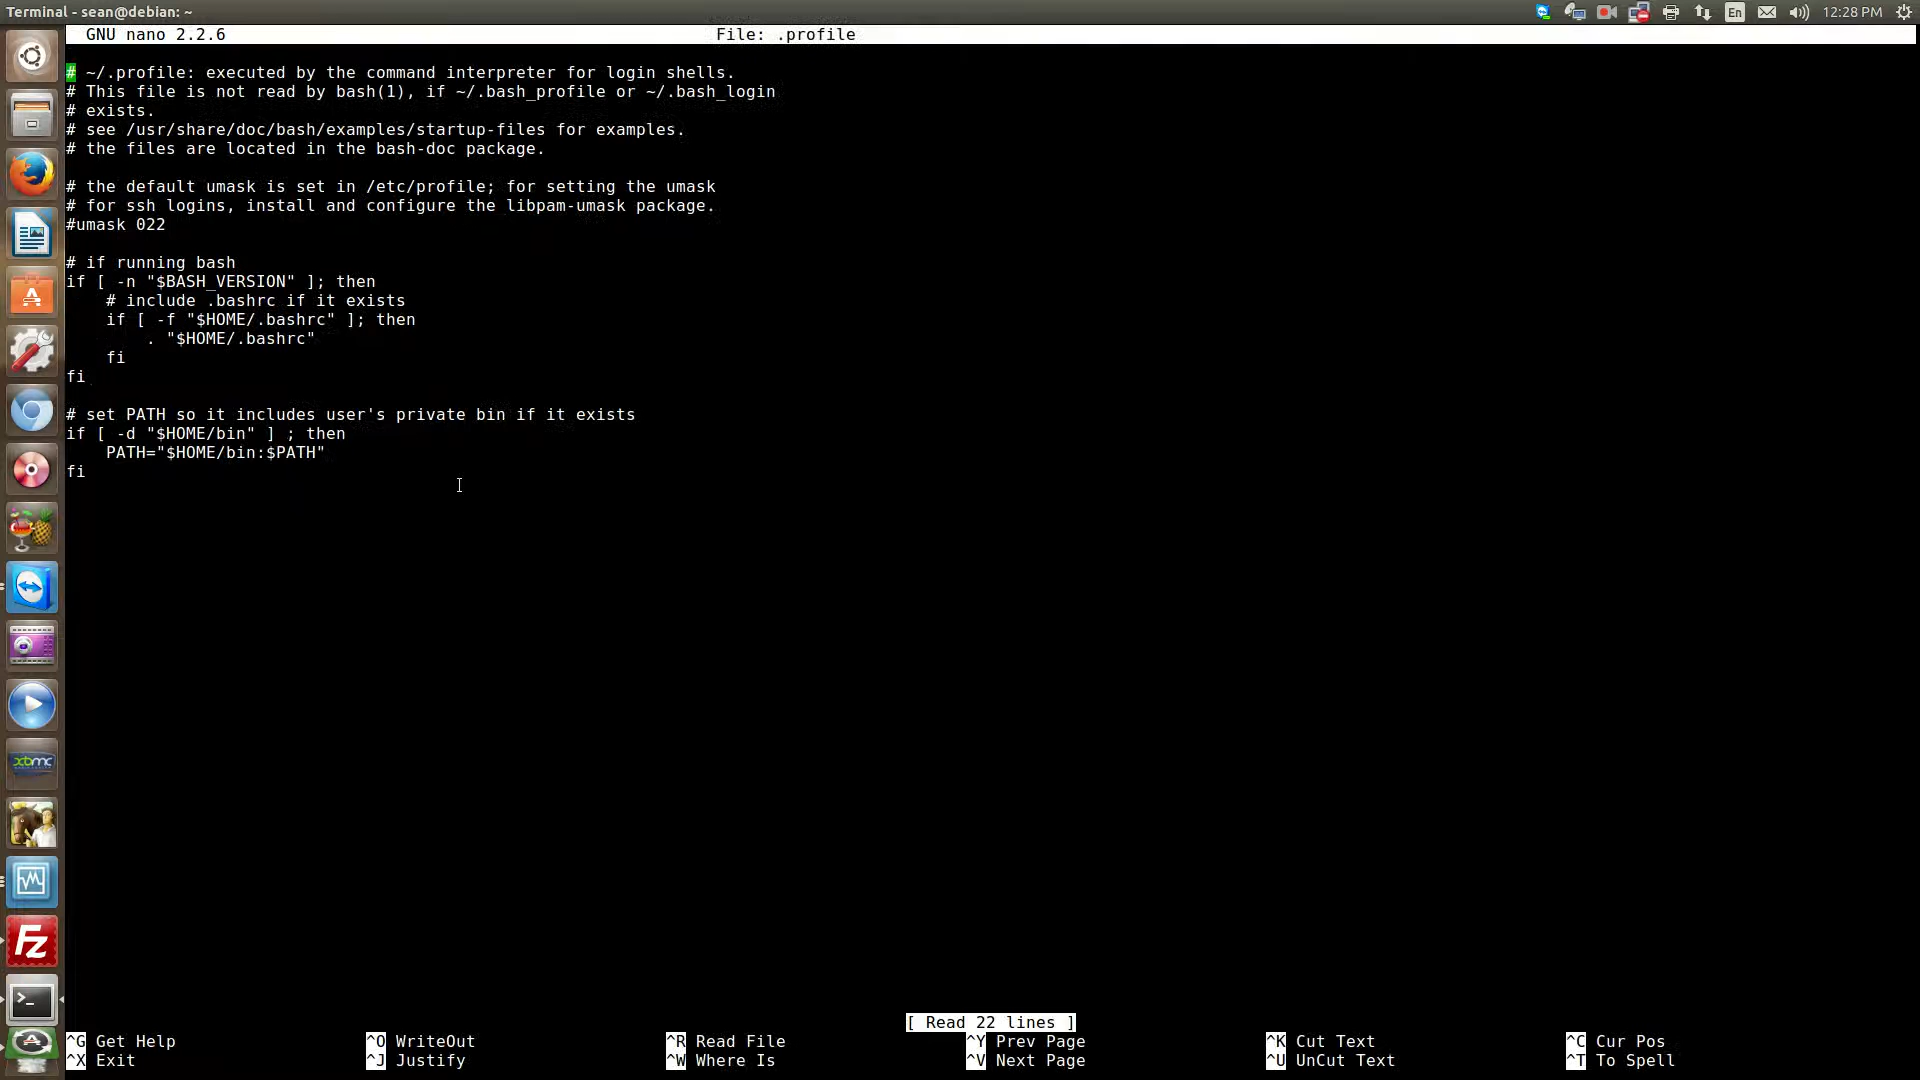 Terminal - sean@debian: ~
En
12:28 PM
GNU nano 2.2.6 File: .profile
# ~/.profile: executed by the command interpreter for login shells.
# This file is not read by bash(1), if ~/.bash_profile or ~/.bash_login
# exists.
# see /usr/share/doc/bash/examples/startup-files for examples.
# the files are located in the bash-doc package.
# the default umask is set in /etc/profile; for setting the umask
# for ssh logins, install and configure the libpam-umask package.
#umask 022
# if running bash
if [ -n "$BASH_VERSION" ]; then
    # include .bashrc if it exists
    if [ -f "$HOME/.bashrc" ]; then
        . "$HOME/.bashrc"
    fi
fi
# set PATH so it includes user's private bin if it exists
if [ -d "$HOME/bin" ] ; then
    PATH="$HOME/bin:$PATH"
fi
xbmc
Fz
>_
[ Read 22 lines ]
^G Get Help ^O WriteOut ^R Read File ^Y Prev Page ^K Cut Text ^C Cur Pos
^X Exit ^J Justify ^W Where Is ^V Next Page ^U UnCut Text ^T To Spell